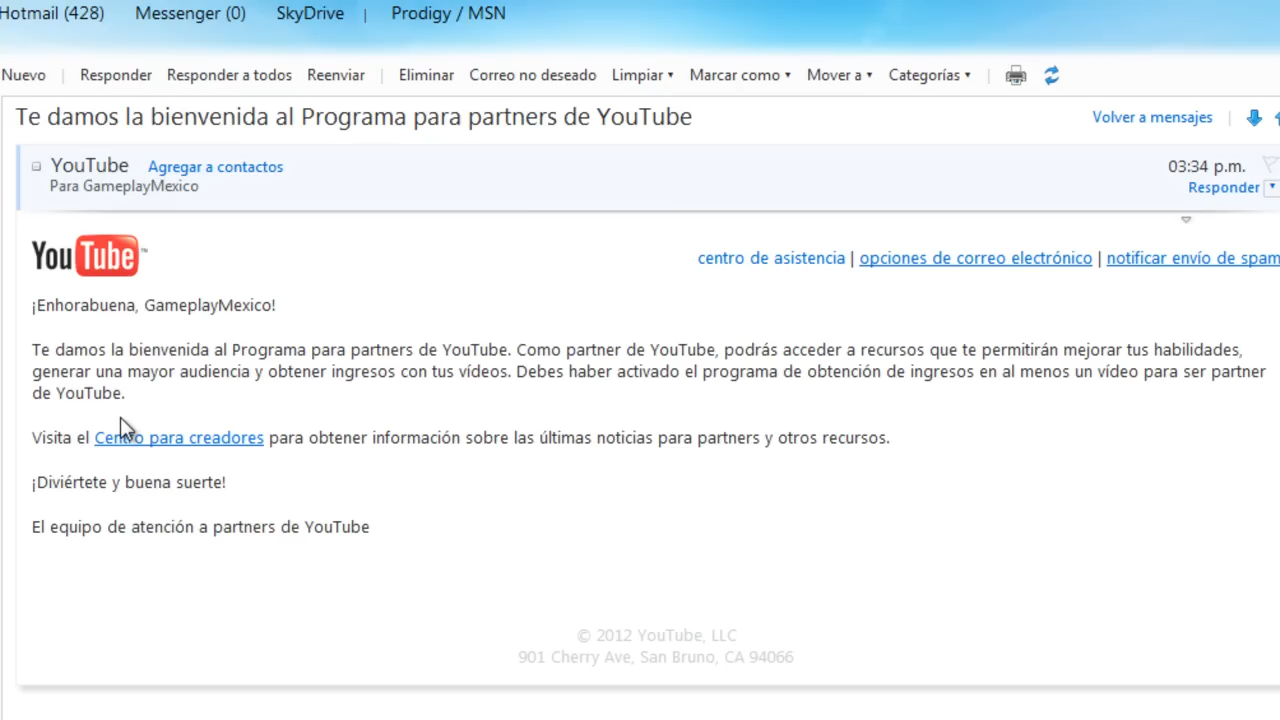 Hotmail (428) Messenger (0) SkyDrive | Prodigy / MSN
Nuevo | Responder Responder a todos Reenviar | Eliminar Correo no deseado Limpiar Marcar como Mover a Categorías |
Te damos la bienvenida al Programa para partners de YouTube
Volver a mensajes |
YouTube Agregar a contactos
03:34 p.m.
Para GameplayMexico
Responder
YouTube™
centro de asistencia | opciones de correo electrónico | notificar envío de spam
¡Enhorabuena, GameplayMexico!
Te damos la bienvenida al Programa para partners de YouTube. Como partner de YouTube, podrás acceder a recursos que te permitirán mejorar tus habilidades,
generar una mayor audiencia y obtener ingresos con tus vídeos. Debes haber activado el programa de obtención de ingresos en al menos un vídeo para ser partner
de YouTube.
Visita el Centro para creadores para obtener información sobre las últimas noticias para partners y otros recursos.
¡Diviértete y buena suerte!
El equipo de atención a partners de YouTube
© 2012 YouTube, LLC
901 Cherry Ave, San Bruno, CA 94066